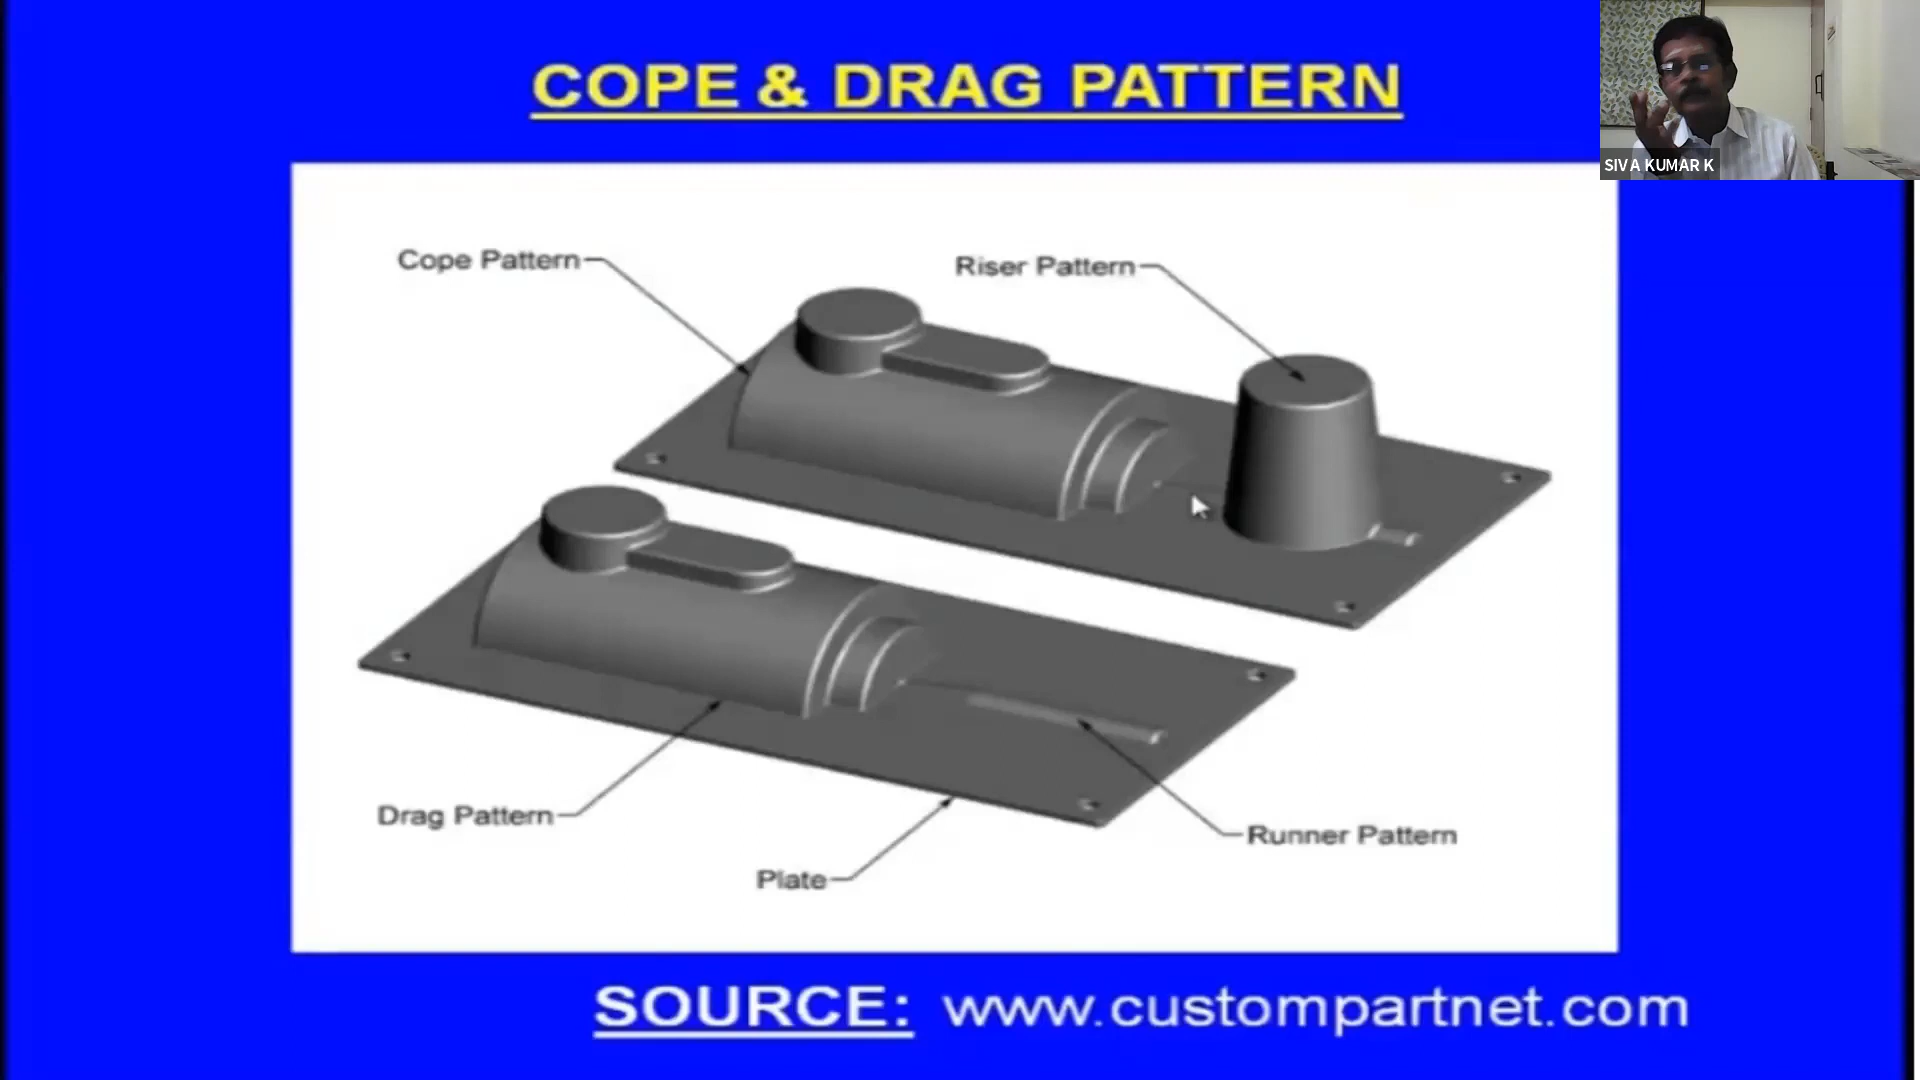 COPE & DRAG PATTERN
SIVA KUMAR K
Cope Pattern
Riser Pattern
Drag Pattern
Runner Pattern
Plate
SOURCE: www.custompartnet.com